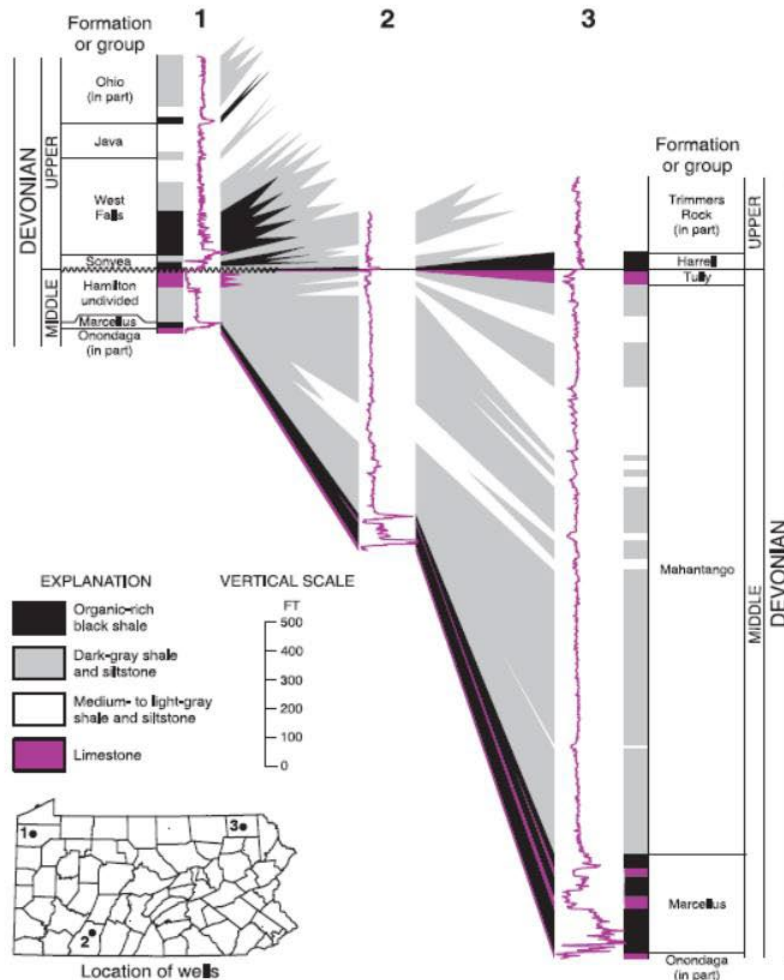 1
2
3
Formation
or group
DEVONIAN
UPPER
MIDDLE
Ohio
(in part)
Java
West
Falls
Sonyea
Hamilton
undivided
Marcellus
Onondaga
(in part)
Formation
or group
Trimmers
Rock
(in part)
Harrell
Tully
Mahantango
Marcellus
Onondaga
(in part)
UPPER
MIDDLE
DEVONIAN
EXPLANATION
Organic-rich
black shale
Dark-gray shale
and siltstone
Medium- to light-gray
shale and siltstone
Limestone
VERTICAL SCALE
FT
500
400
300
200
100
0
1
2
3
Location of wells